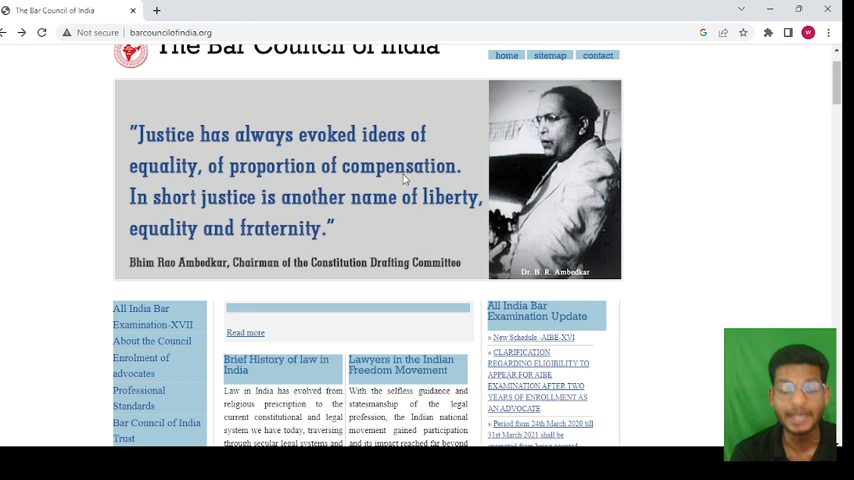 The Bar Council of India
Not secure
barcouncilofindia.org
W
The Bar Council of India
home
sitemap
contact
"Justice has always evoked ideas of
equality, of proportion of compensation.
In short justice is another name of liberty,
equality and fraternity."
Bhim Rao Ambedkar, Chairman of the Constitution Drafting Committee
Dr. B. R. Ambedkar
All India Bar
Examination-XVII
About the Council
Enrolment of
advocates
Professional
Standards
Bar Council of India
Trust
Read more
Brief History of law in
India
Law in India has evolved from
religious prescription to the
current constitutional and legal
system we have today, traversing
through secular legal systems and
Lawyers in the Indian
Freedom Movement
With the selfless guidance and
statesmanship of the legal
profession, the Indian national
movement gained participation
and its impact reached far beyond
All India Bar
Examination Update
» New Schedule -AIBE-XVI
» CLARIFICATION
REGARDING ELIGIBILITY TO
APPEAR FOR AIBE
EXAMINATION AFTER TWO
YEARS OF ENROLLMENT AS
AN ADVOCATE
» Period from 24th March 2020 till
31st March 2021 shall be